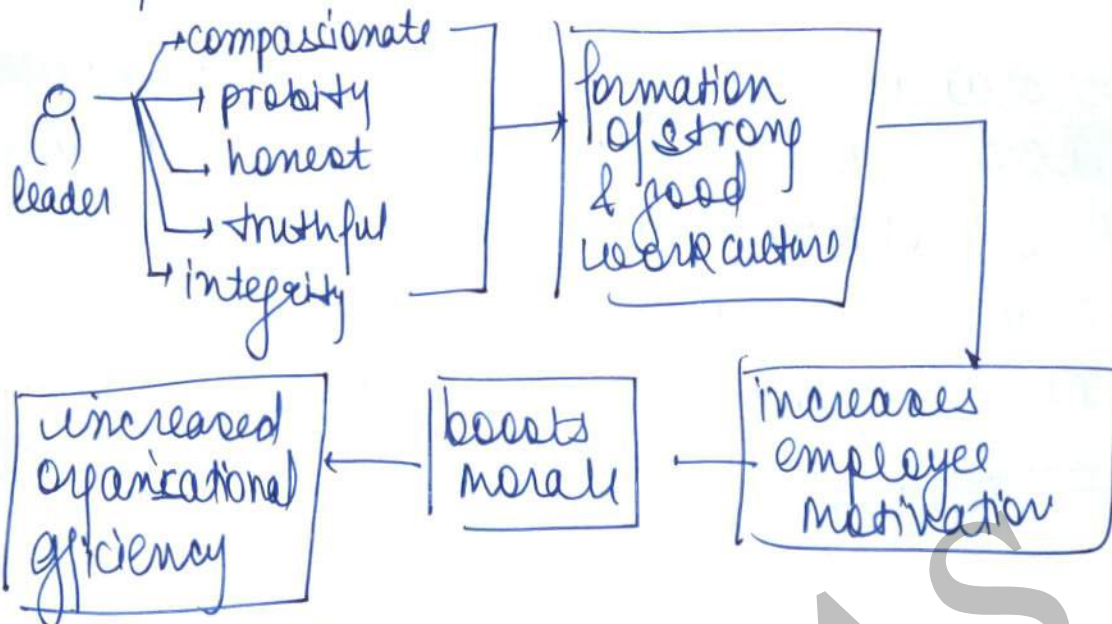 compassionate
probity
honest
truthful
integrity
leader
formation
of strong
& good
work culture
increases
employee
motivation
boosts
morale
increased
organizational
efficiency